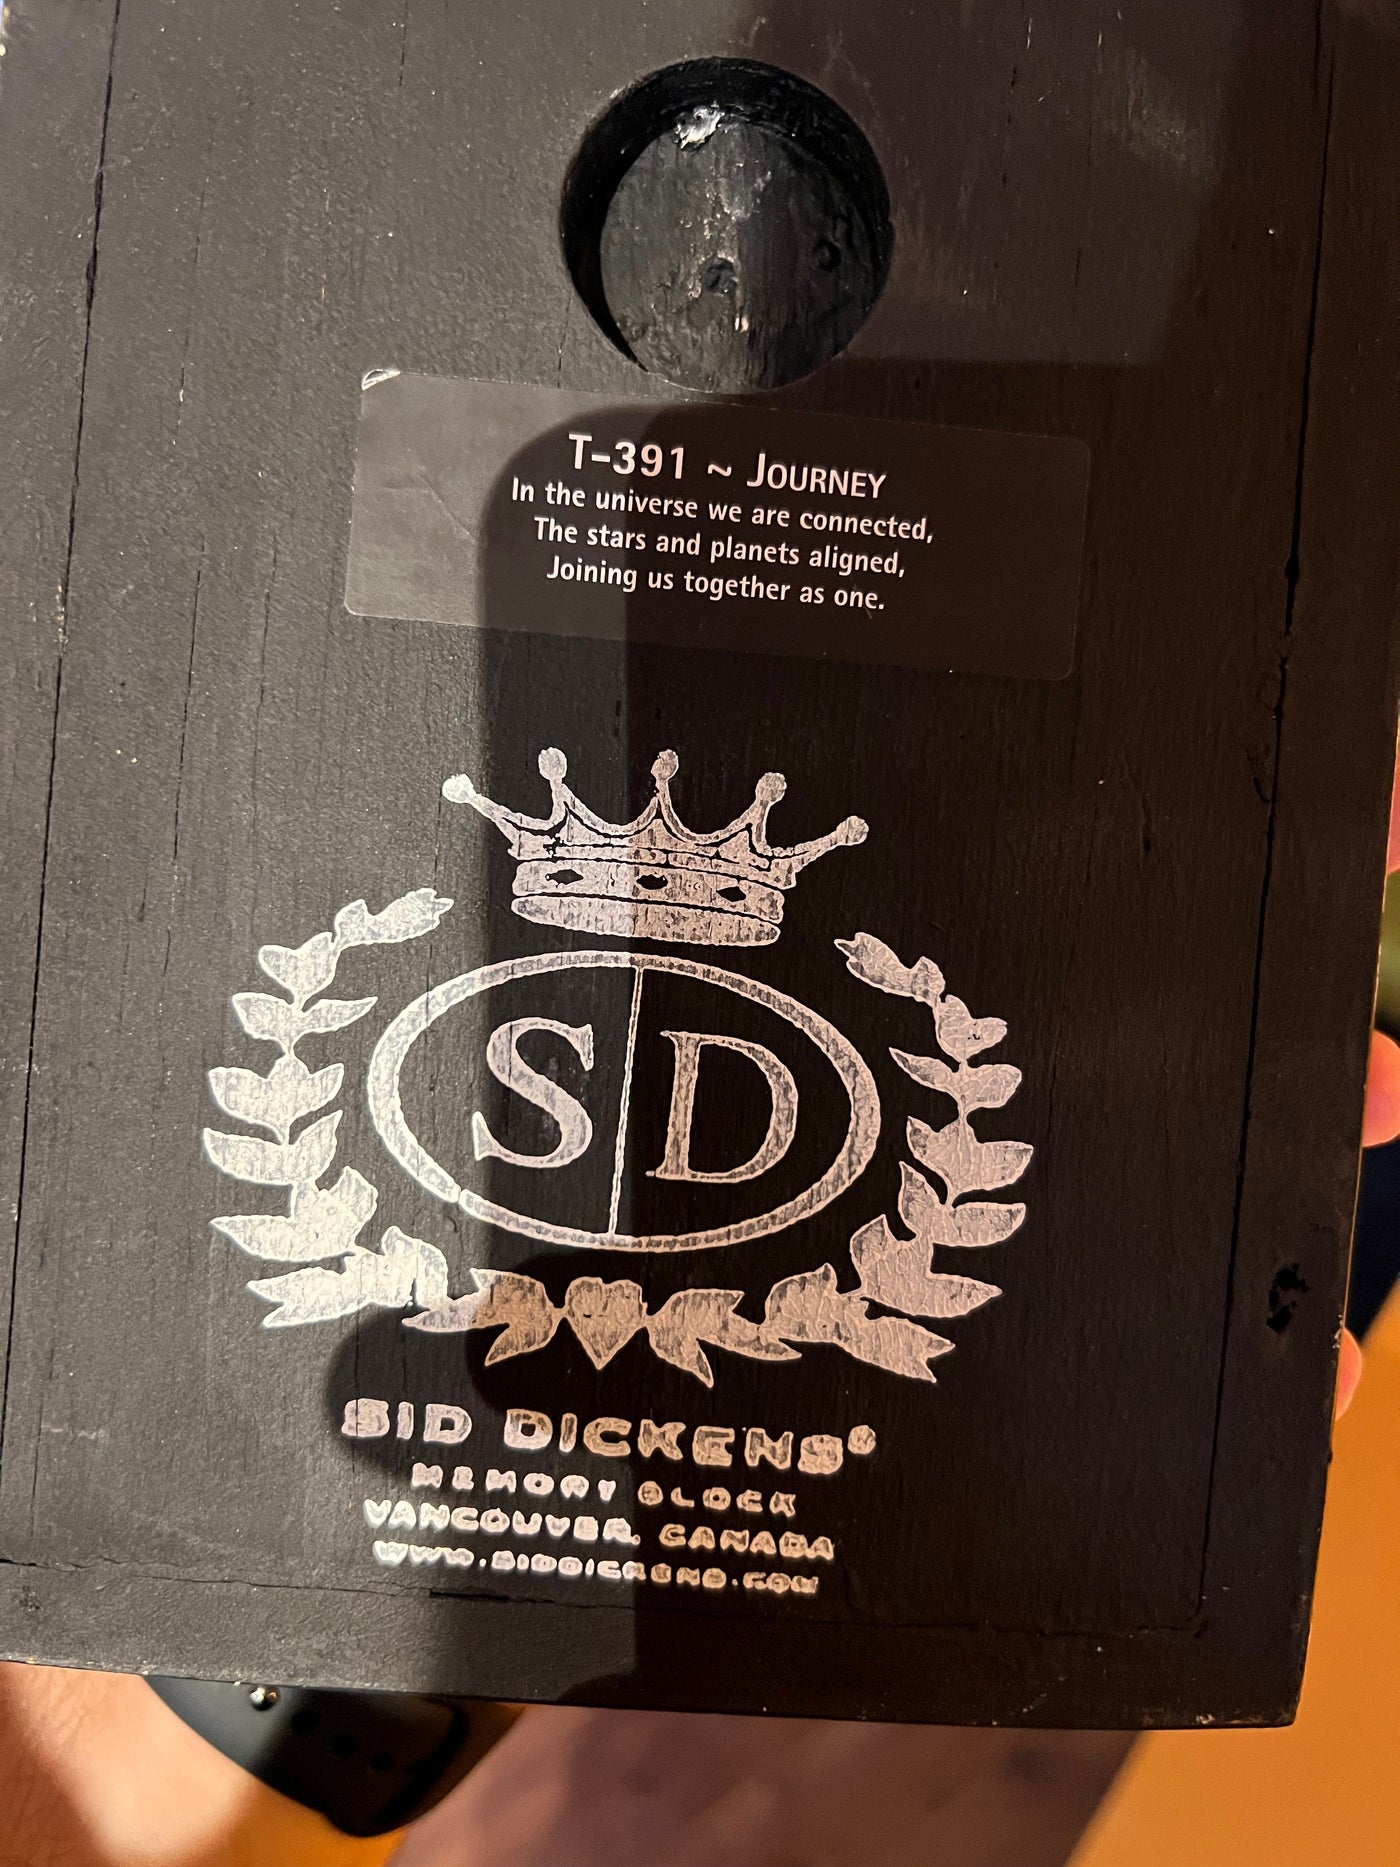 T-391 ~ JOURNEY
In the universe we are connected,
The stars and planets aligned,
Joining us together as one.
S D
SID DICKENS®
MEMORY BLOCK
VANCOUVER, CANADA
WWW.SIDDICKENS.COM